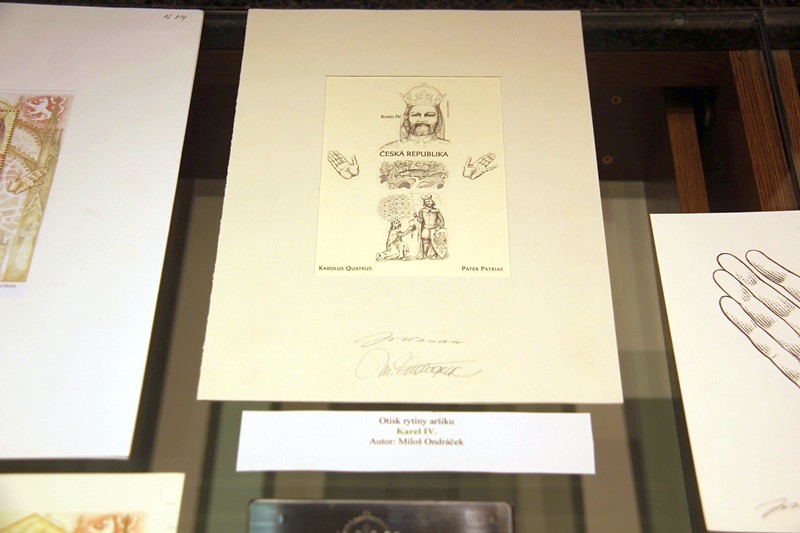 Karel IV.
ČESKÁ REPUBLIKA
Karolus Quatrus
Pater Patriae
Otisk rytiny aršíku
Karel IV.
Autor: Miloš Ondráček